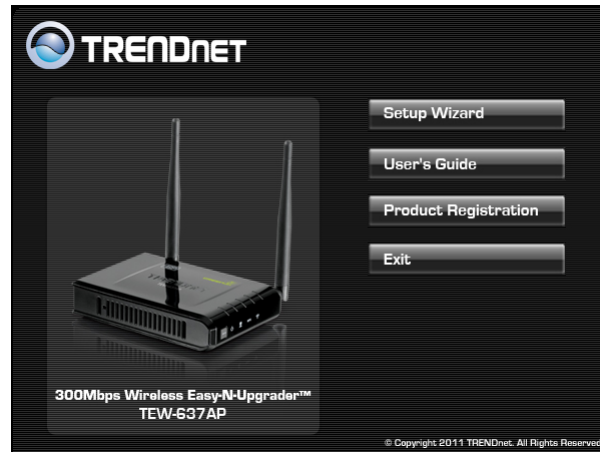 TRENDNET
Setup Wizard
User's Guide
Product Registration
Exit
300Mbps Wireless Easy-N-Upgrader™
TEW-637AP
© Copyright 2011 TRENDnet. All Rights Reserved